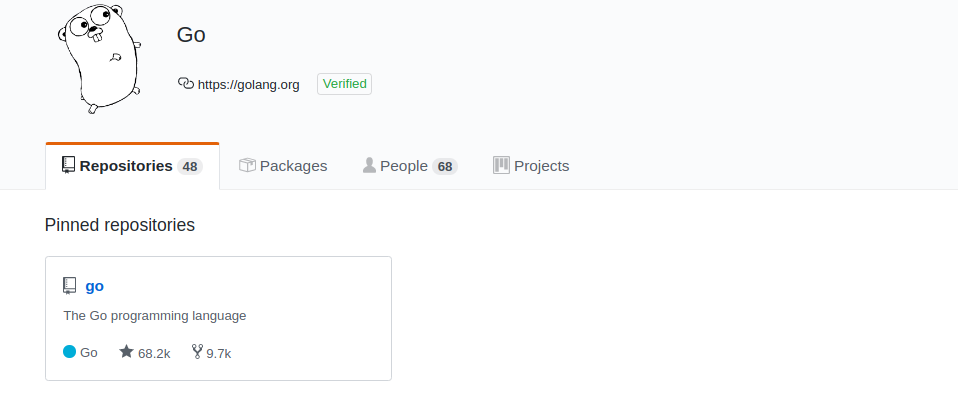 Go
https://golang.org Verified
Repositories 48 Packages People 68 Projects
Pinned repositories
go
The Go programming language
Go 68.2k 9.7k